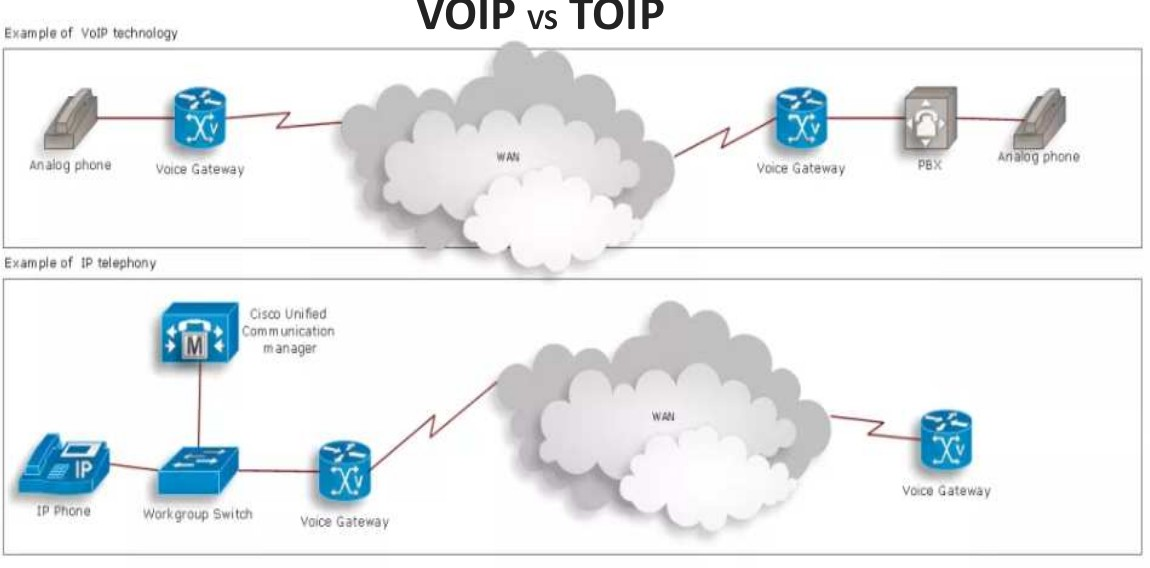 VOIP vs TOIP
Example of VoIP technology
Analog phone
Voice Gateway
WAN
Voice Gateway
PBX
Analog phone
V
V
Example of IP telephony
Cisco Unified
Communication
manager
M
WAN
IP
IP Phone
Workgroup Switch
V
Voice Gateway
V
Voice Gateway